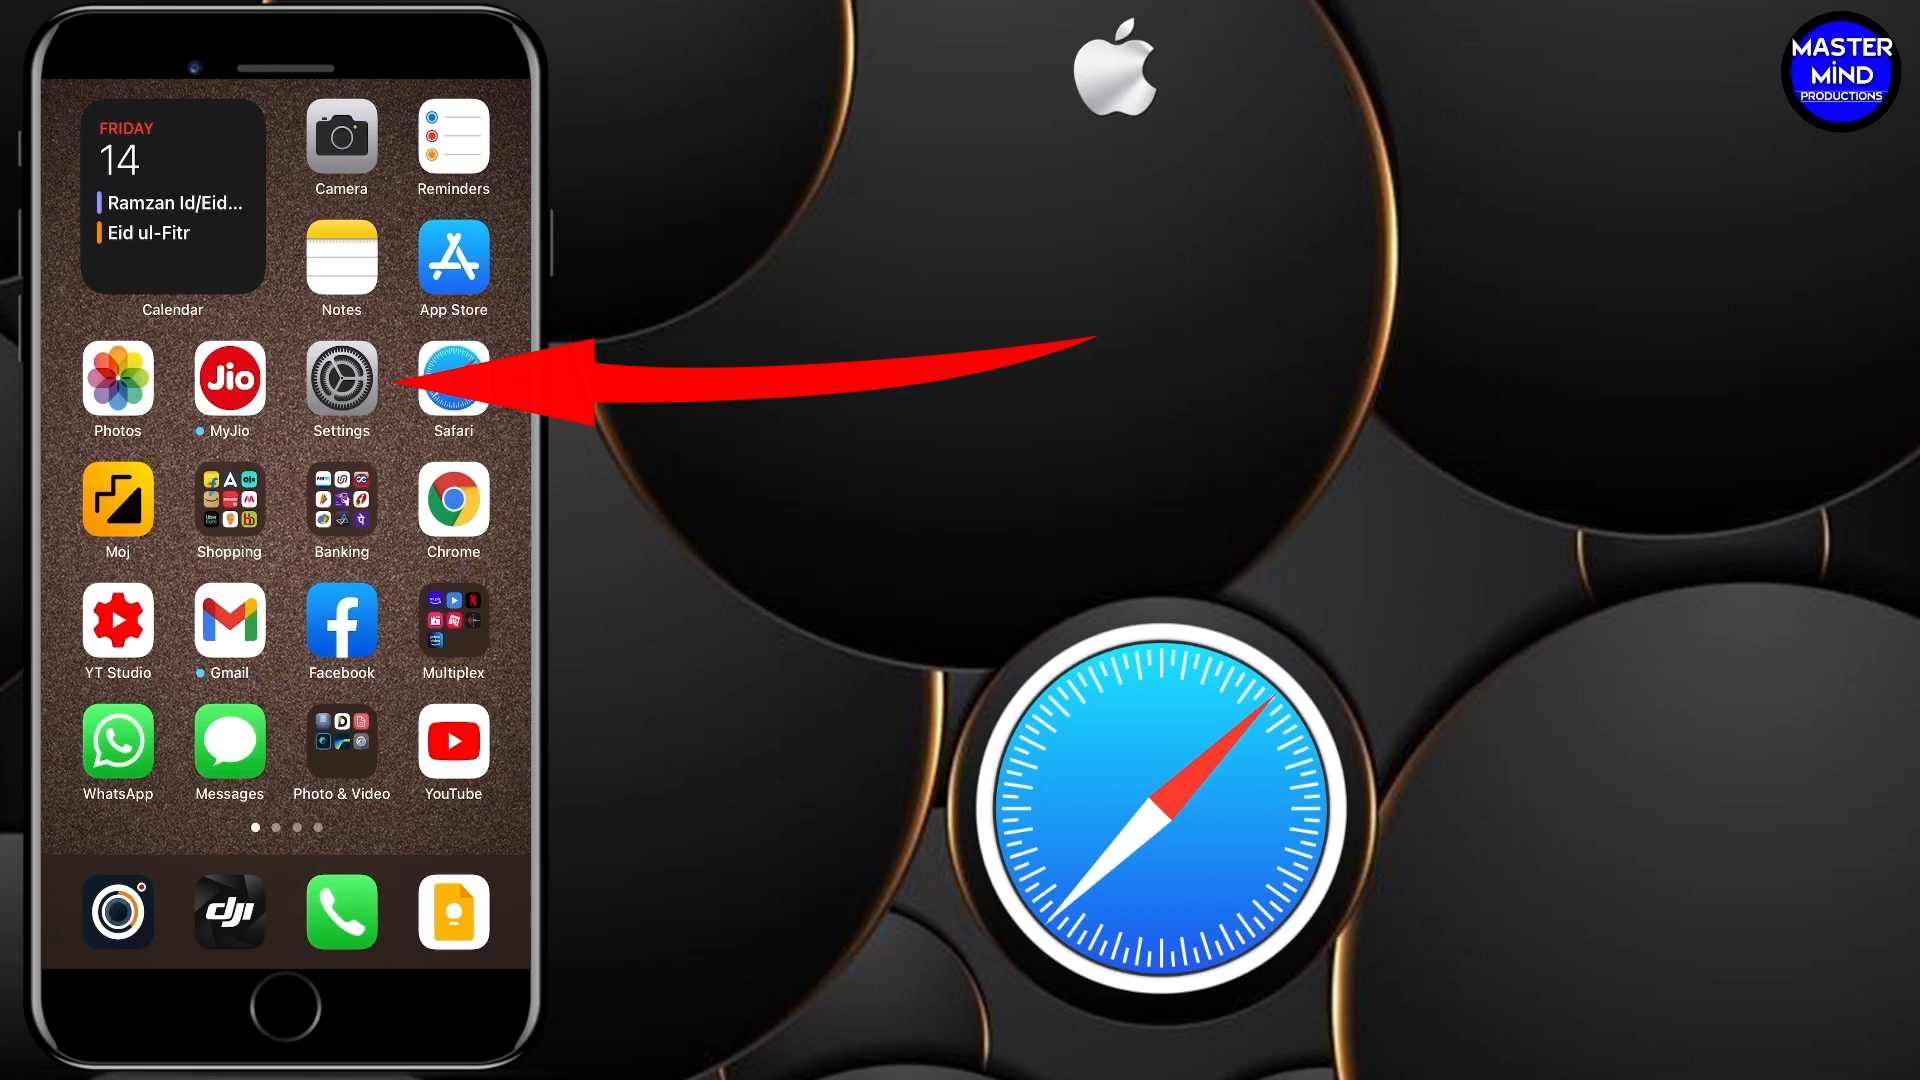 MASTER
MiND
PRODUCTIONS
FRIDAY
14
Ramzan Id/Eid...
Eid ul-Fitr
Calendar
Camera
Reminders
Notes
App Store
Jio
Photos
MyJio
Settings
Safari
Moj
Shopping
Banking
Chrome
YT Studio
Gmail
Facebook
Multiplex
WhatsApp
Messages
Photo & Video
YouTube
dji